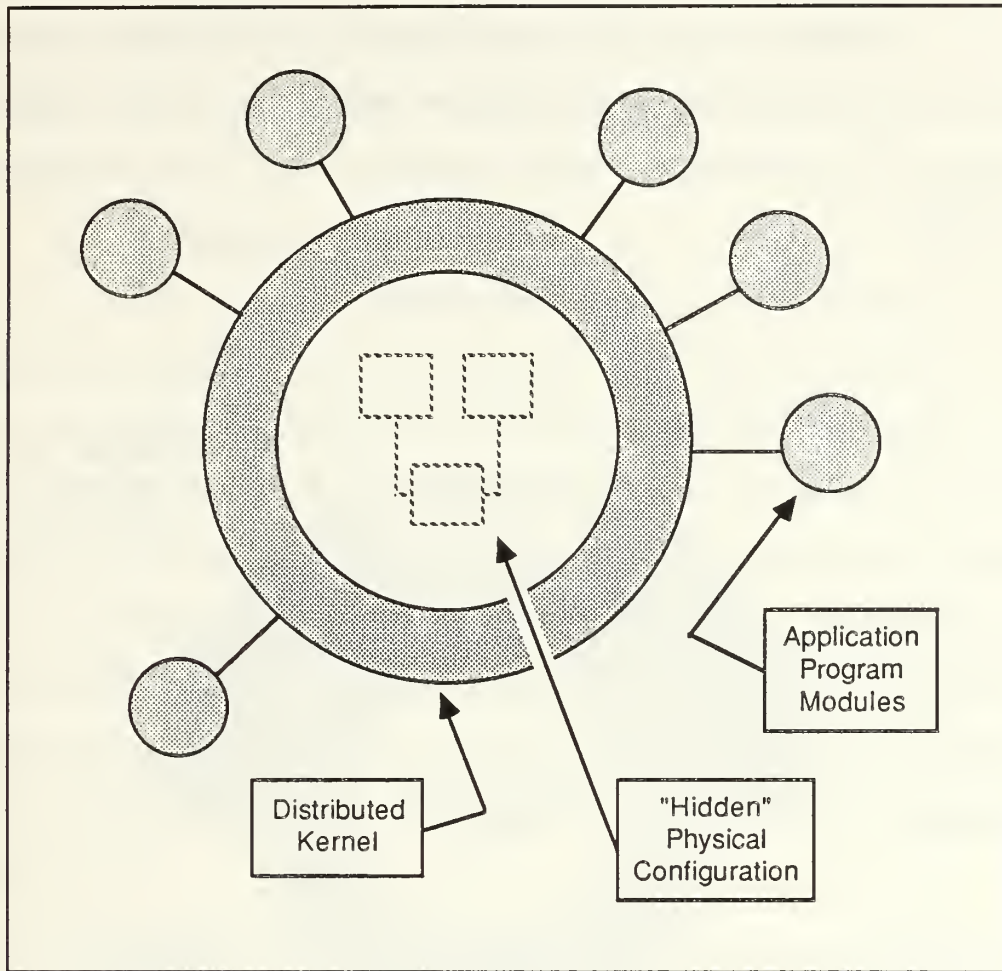 Application
Program
Modules
Distributed
Kernel
"Hidden"
Physical
Configuration